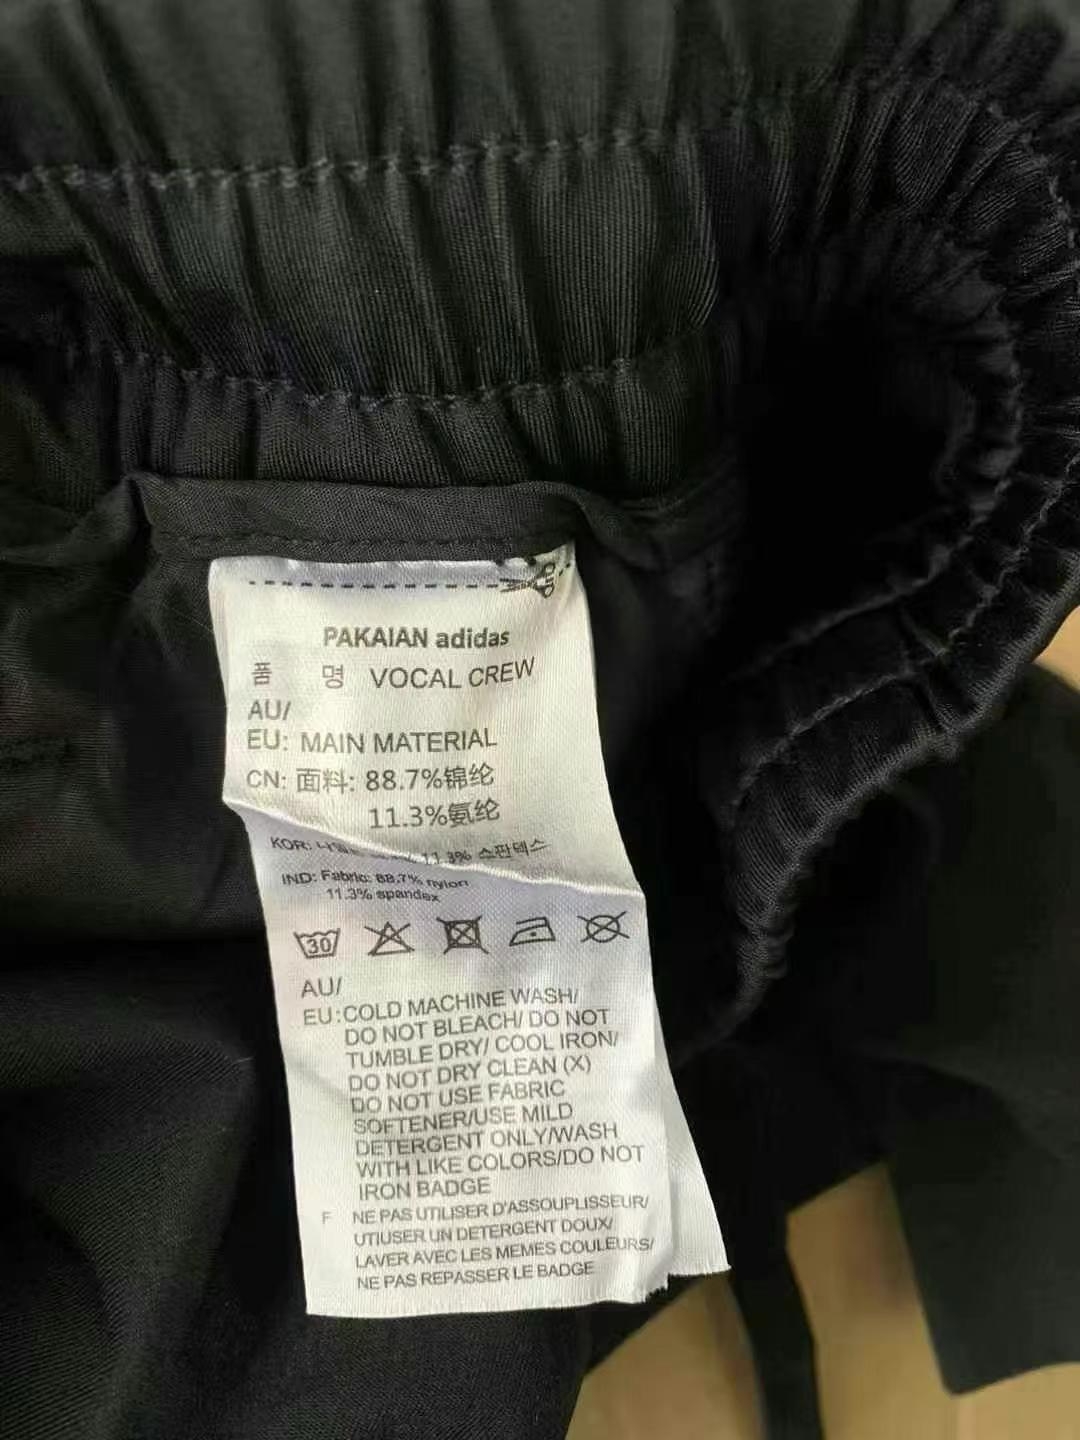 CUT
PAKAIAN adidas
품 명 VOCAL CREW
AU/
EU: MAIN MATERIAL
CN: 面料: 88.7%锦纶
11.3%氨纶
KOR: 11.3% 스판텍스
IND: Fabric: 88.7% nylon
11.3% spandex
30
AU/
EU:COLD MACHINE WASH/
DO NOT BLEACH/ DO NOT
TUMBLE DRY/ COOL IRON/
DO NOT DRY CLEAN (X)
DO NOT USE FABRIC
SOFTENER/USE MILD
DETERGENT ONLY/WASH
WITH LIKE COLORS/DO NOT
IRON BADGE
F NE PAS UTILISER D'ASSOUPLISSEUR/
UTIUSER UN DETERGENT DOUX/
LAVER AVEC LES MEMES COULEURS/
NE PAS REPASSER LE BADGE